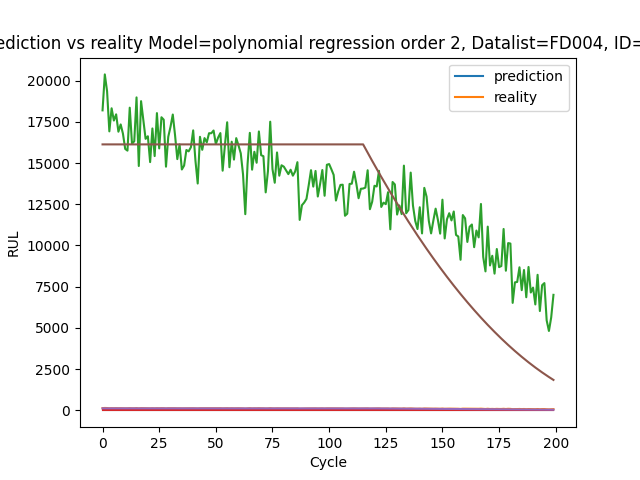 ediction vs reality Model=polynomial regression order 2, Datalist=FD004, ID=
prediction
reality
RUL
20000
17500
15000
12500
10000
7500
5000
2500
0
0 25 50 75 100 125 150 175 200
Cycle